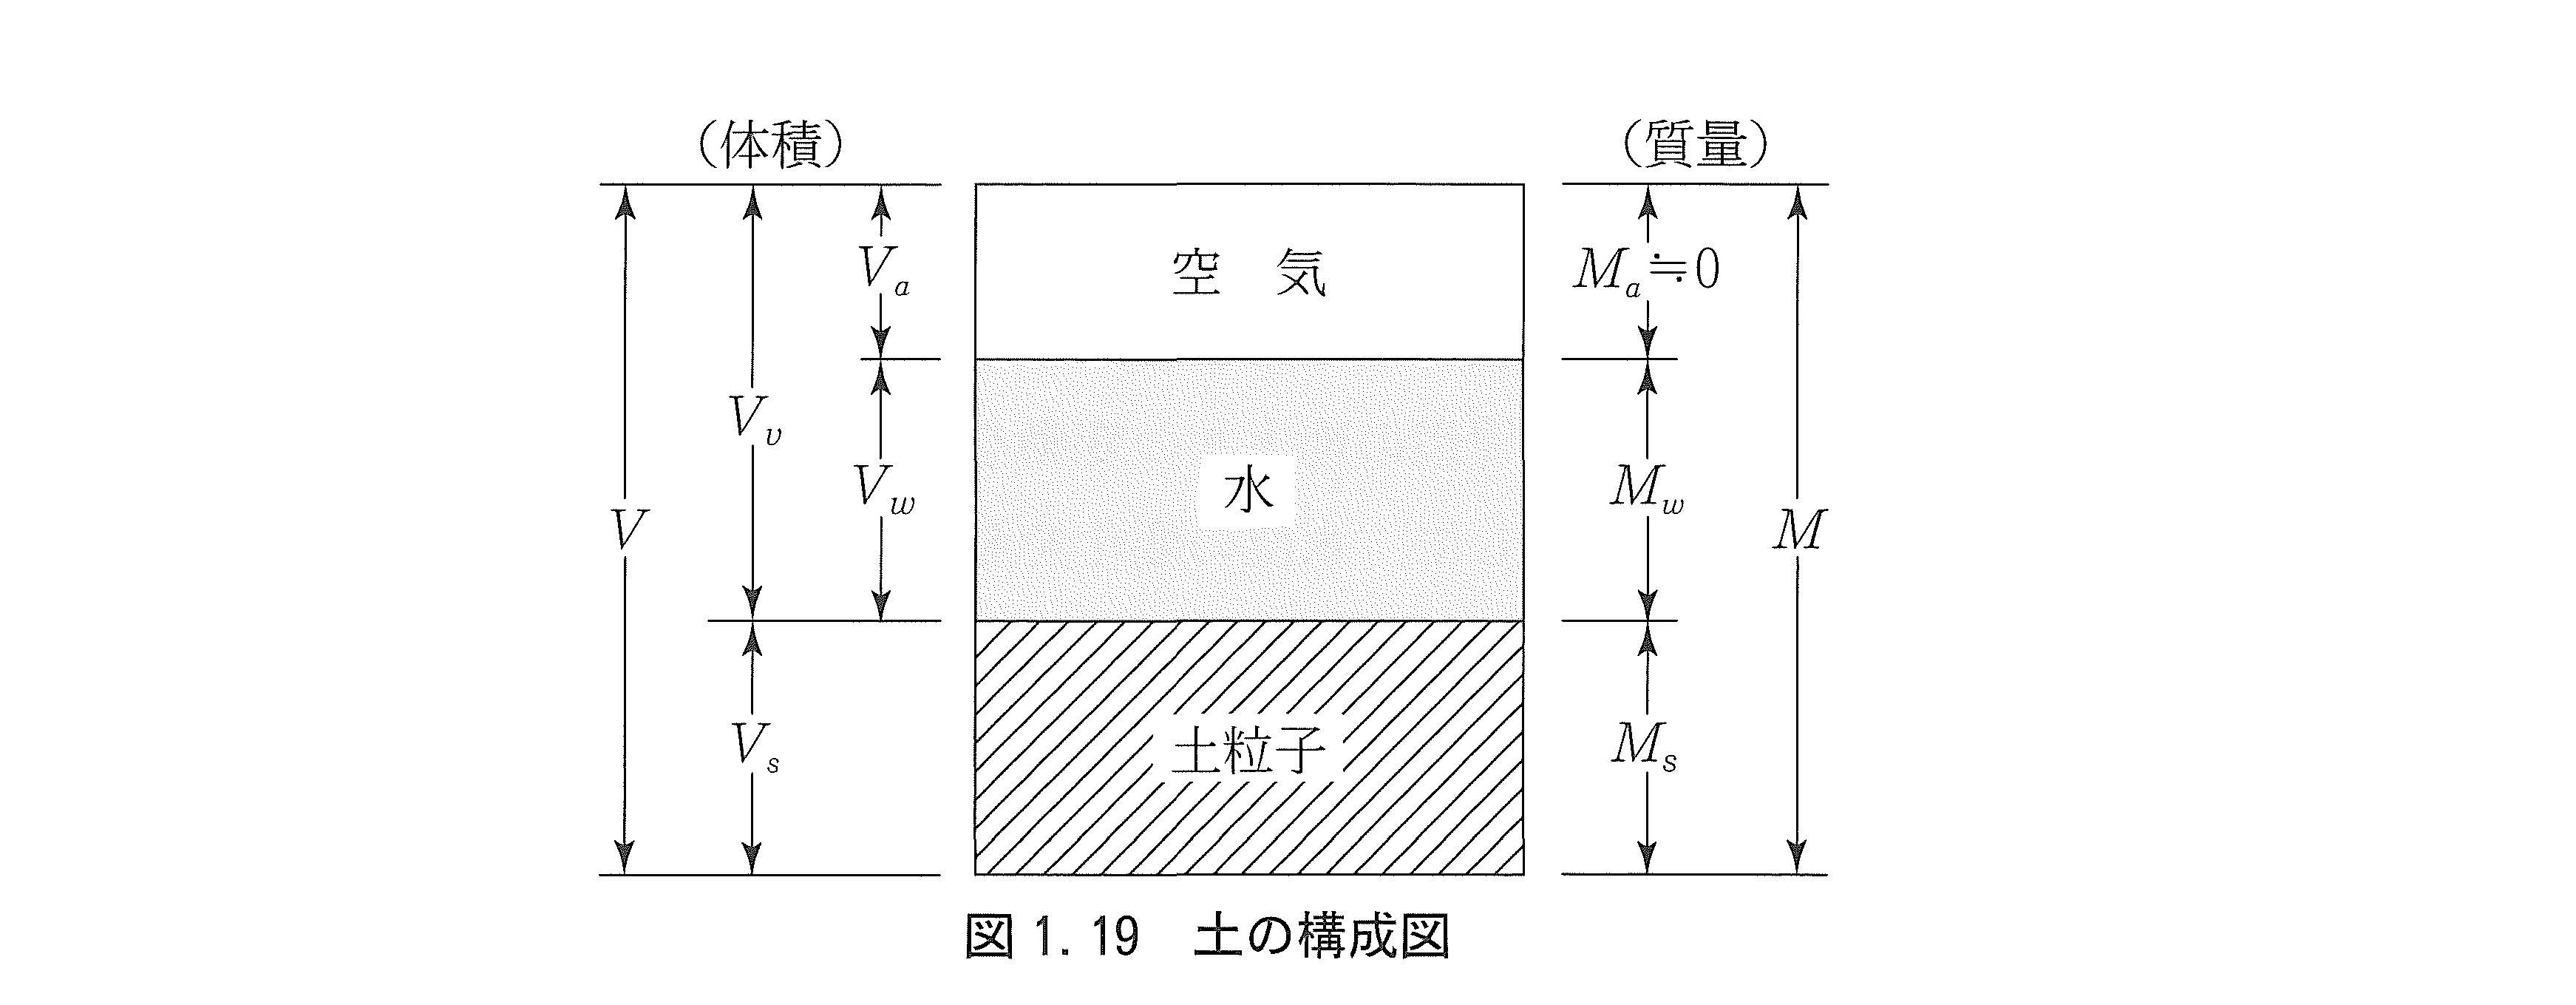 (体積) (質量)
V_a 空 気 M_a≒0
V_v
V_w 水 M_w
V M
V_s 土粒子 M_s
図 1. 19 土の構成図